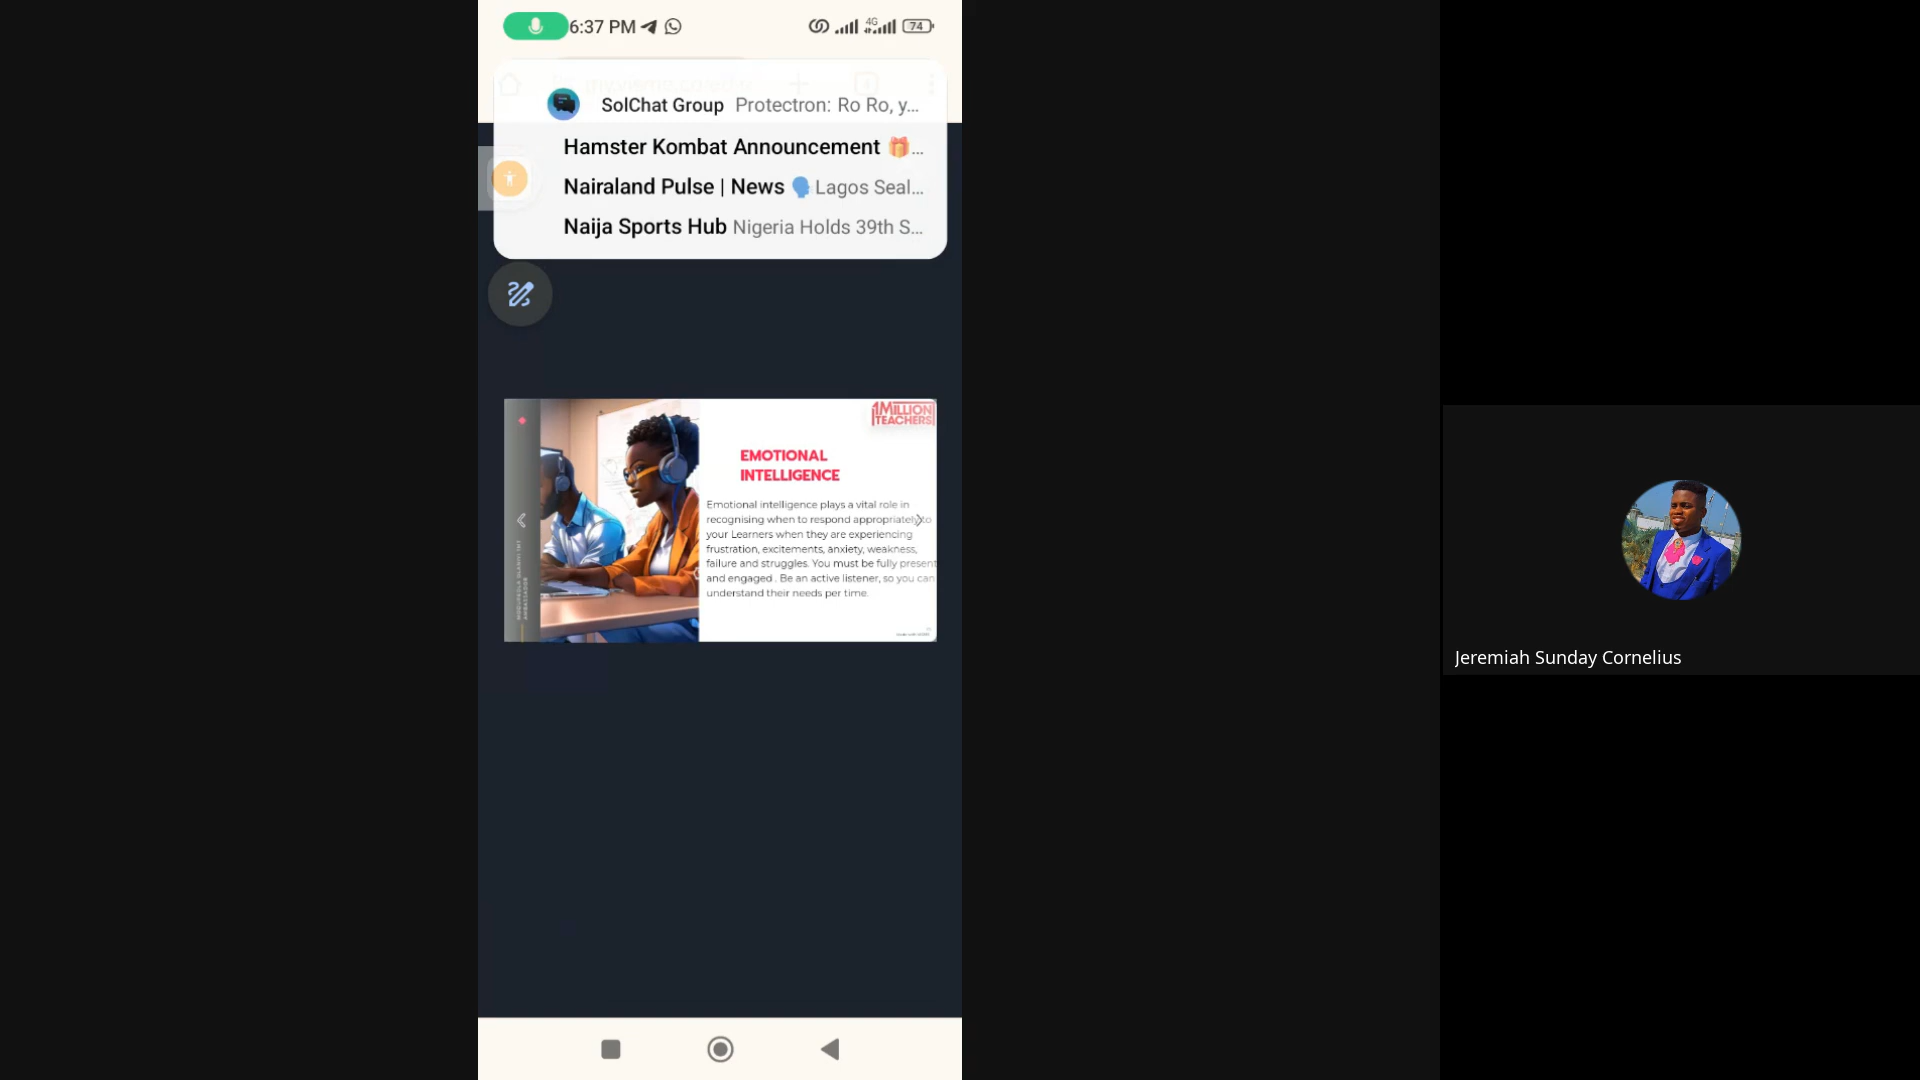 6:37 PM
4G
74
SolChat Group Protectron: Ro Ro, y...
Hamster Kombat Announcement 🎁...
Nairaland Pulse | News 🗣 Lagos Seal...
Naija Sports Hub Nigeria Holds 39th S...
1MILLION
TEACHERS
EMOTIONAL
INTELLIGENCE
Emotional intelligence plays a vital role in
recognising when to respond appropriately to
your Learners when they are experiencing
frustration, excitements, anxiety, weakness,
failure and struggles. You must be fully present
and engaged . Be an active listener, so you can
understand their needs per time.
Jeremiah Sunday Cornelius